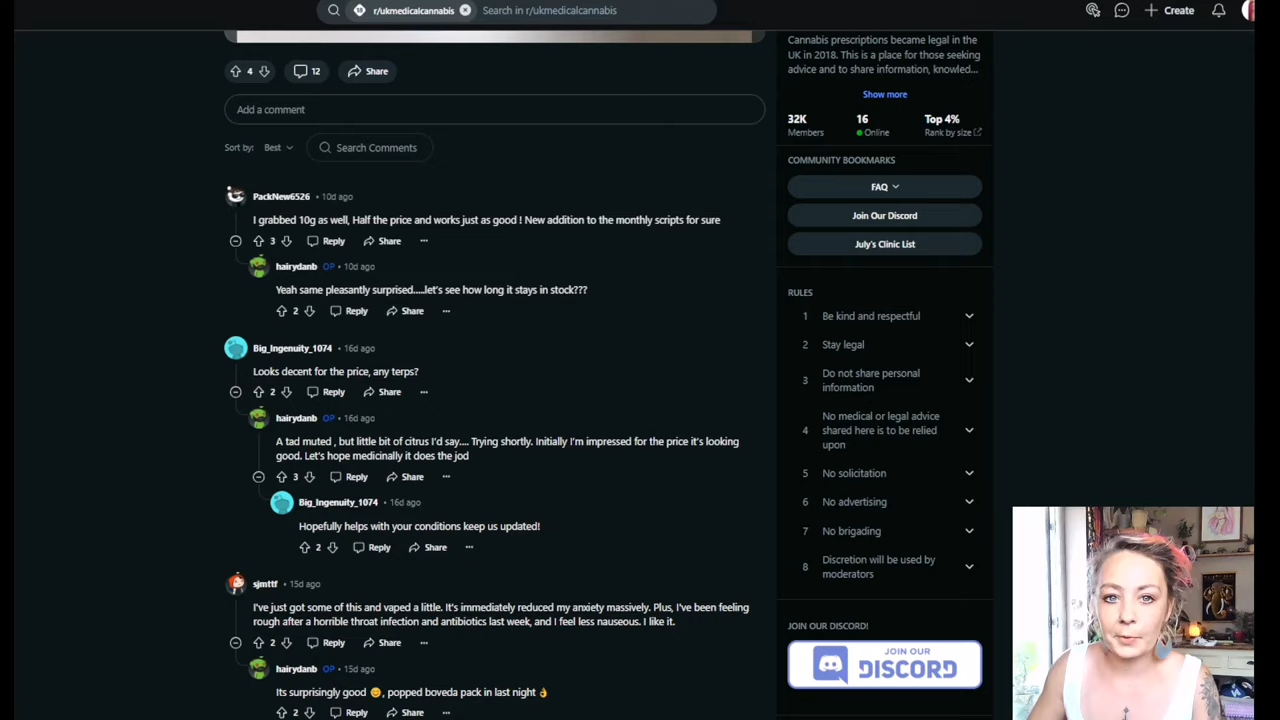 r/ukmedicalcannabis Search in r/ukmedicalcannabis Create
4 12 Share
Add a comment
Sort by: Best Search Comments
PackNew6526 • 10d ago
I grabbed 10g as well, Half the price and works just as good ! New addition to the monthly scripts for sure
3 Reply Share ...
hairydanb OP • 10d ago
Yeah same pleasantly surprised.....let's see how long it stays in stock???
2 Reply Share ...
Big_Ingenuity_1074 • 16d ago
Looks decent for the price, any terps?
2 Reply Share ...
hairydanb OP • 16d ago
A tad muted , but little bit of citrus I'd say.... Trying shortly. Initially I'm impressed for the price it's looking
good. Let's hope medicinally it does the jod
3 Reply Share ...
Big_Ingenuity_1074 • 16d ago
Hopefully helps with your conditions keep us updated!
2 Reply Share ...
sjmttf • 15d ago
I've just got some of this and vaped a little. It's immediately reduced my anxiety massively. Plus, I've been feeling
rough after a horrible throat infection and antibiotics last week, and I feel less nauseous. I like it.
2 Reply Share ...
hairydanb OP • 15d ago
Its surprisingly good 😊, popped boveda pack in last night 👌
2 Reply Share ...
Cannabis prescriptions became legal in the
UK in 2018. This is a place for those seeking
advice and to share information, knowled...
Show more
32K 16 Top 4%
Members Online Rank by size
COMMUNITY BOOKMARKS
FAQ
Join Our Discord
July's Clinic List
RULES
1 Be kind and respectful
2 Stay legal
3 Do not share personal
information
4 No medical or legal advice
shared here is to be relied
upon
5 No solicitation
6 No advertising
7 No brigading
8 Discretion will be used by
moderators
JOIN OUR DISCORD!
JOIN OUR
DISCORD